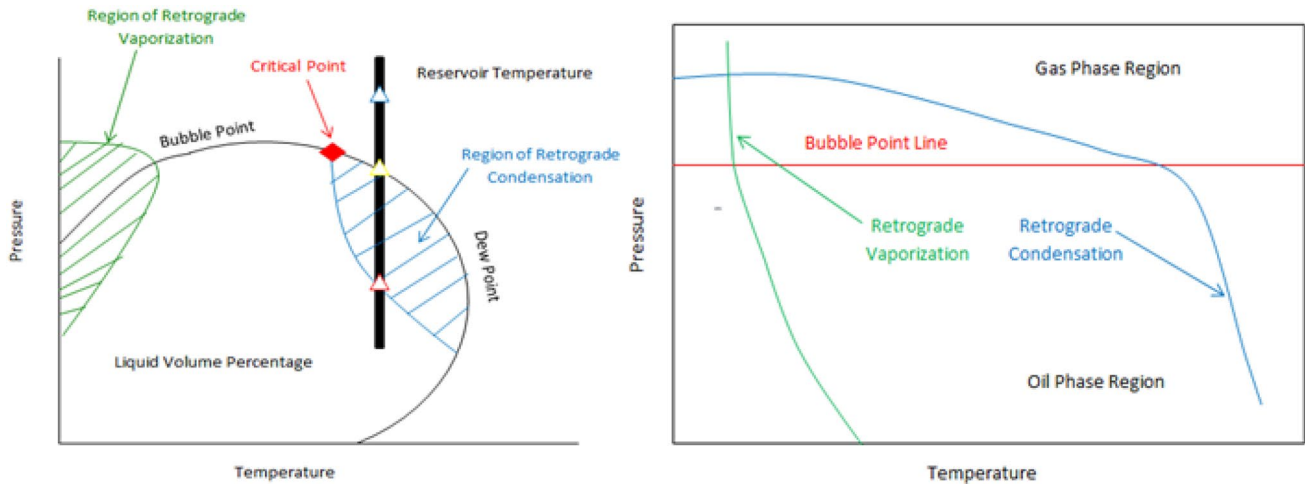 Region of Retrograde
Vaporization
Critical Point
Reservoir Temperature
Bubble Point
Region of Retrograde
Condensation
Dew Point
Pressure
Liquid Volume Percentage
Temperature
Gas Phase Region
Bubble Point Line
Retrograde
Vaporization
Retrograde
Condensation
Pressure
Oil Phase Region
Temperature